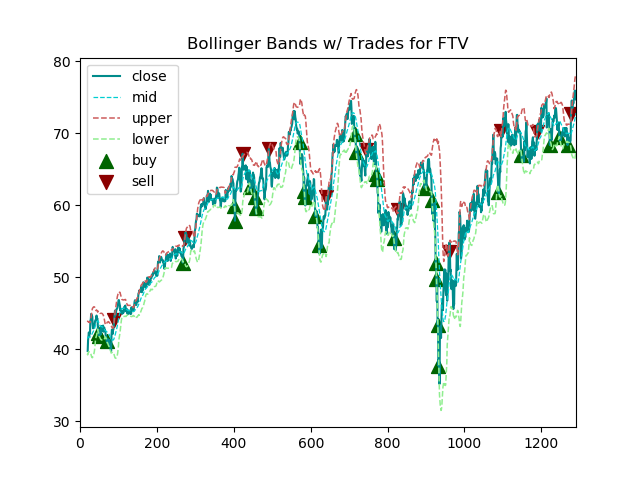 Bollinger Bands w/ Trades for FTV
close
mid
upper
lower
buy
sell
80
70
60
50
40
30
0 200 400 600 800 1000 1200